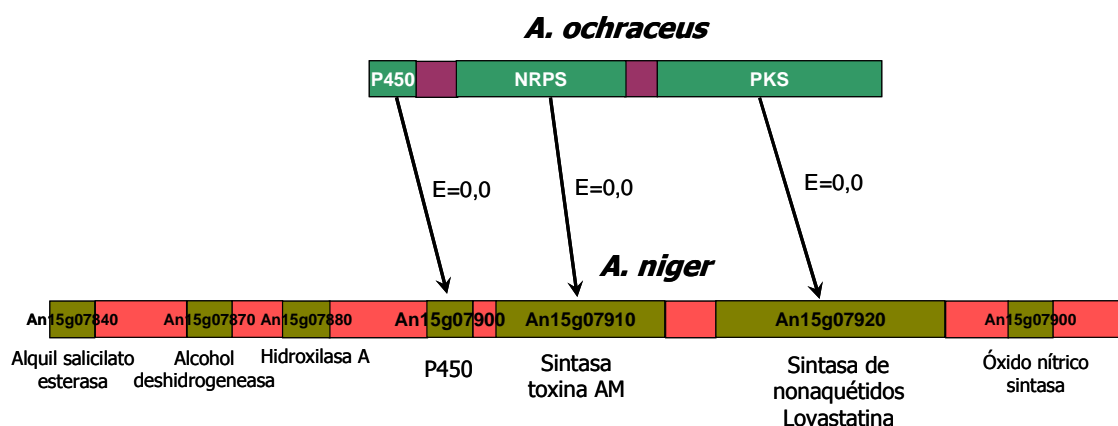 A. ochraceus
P450 NRPS PKS
E=0,0 E=0,0 E=0,0
A. niger
An15g07840 An15g07870 An15g07880 An15g07900 An15g07910 An15g07920 An15g07900
Alquil salicilato
esterasa
Alcohol
deshidrogeneasa
Hidroxilasa A
P450
Sintasa
toxina AM
Sintasa de
nonaquétidos
Lovastatina
Óxido nítrico
sintasa